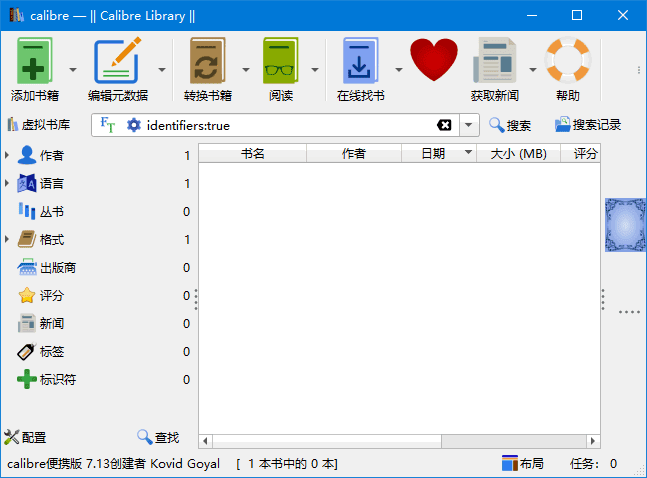 calibre — || Calibre Library ||
添加书籍 编辑元数据 转换书籍 阅读 在线找书 获取新闻 帮助
虚拟书库 FT identifiers:true 搜索 搜索记录
书名 作者 日期 大小 (MB) 评分
作者 1
语言 1
丛书 0
格式 1
出版商 0
评分 0
新闻 0
标签 0
标识符 0
配置 查找
calibre便携版 7.13创建者 Kovid Goyal [ 1 本书中的 0 本] 布局 任务: 0